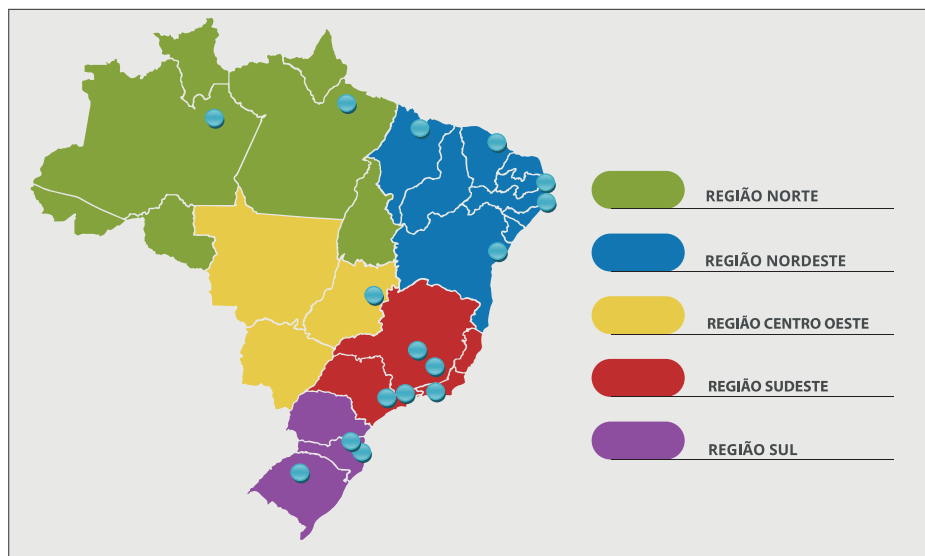 REGIÃO NORTE
REGIÃO NORDESTE
REGIÃO CENTRO OESTE
REGIÃO SUDESTE
REGIÃO SUL